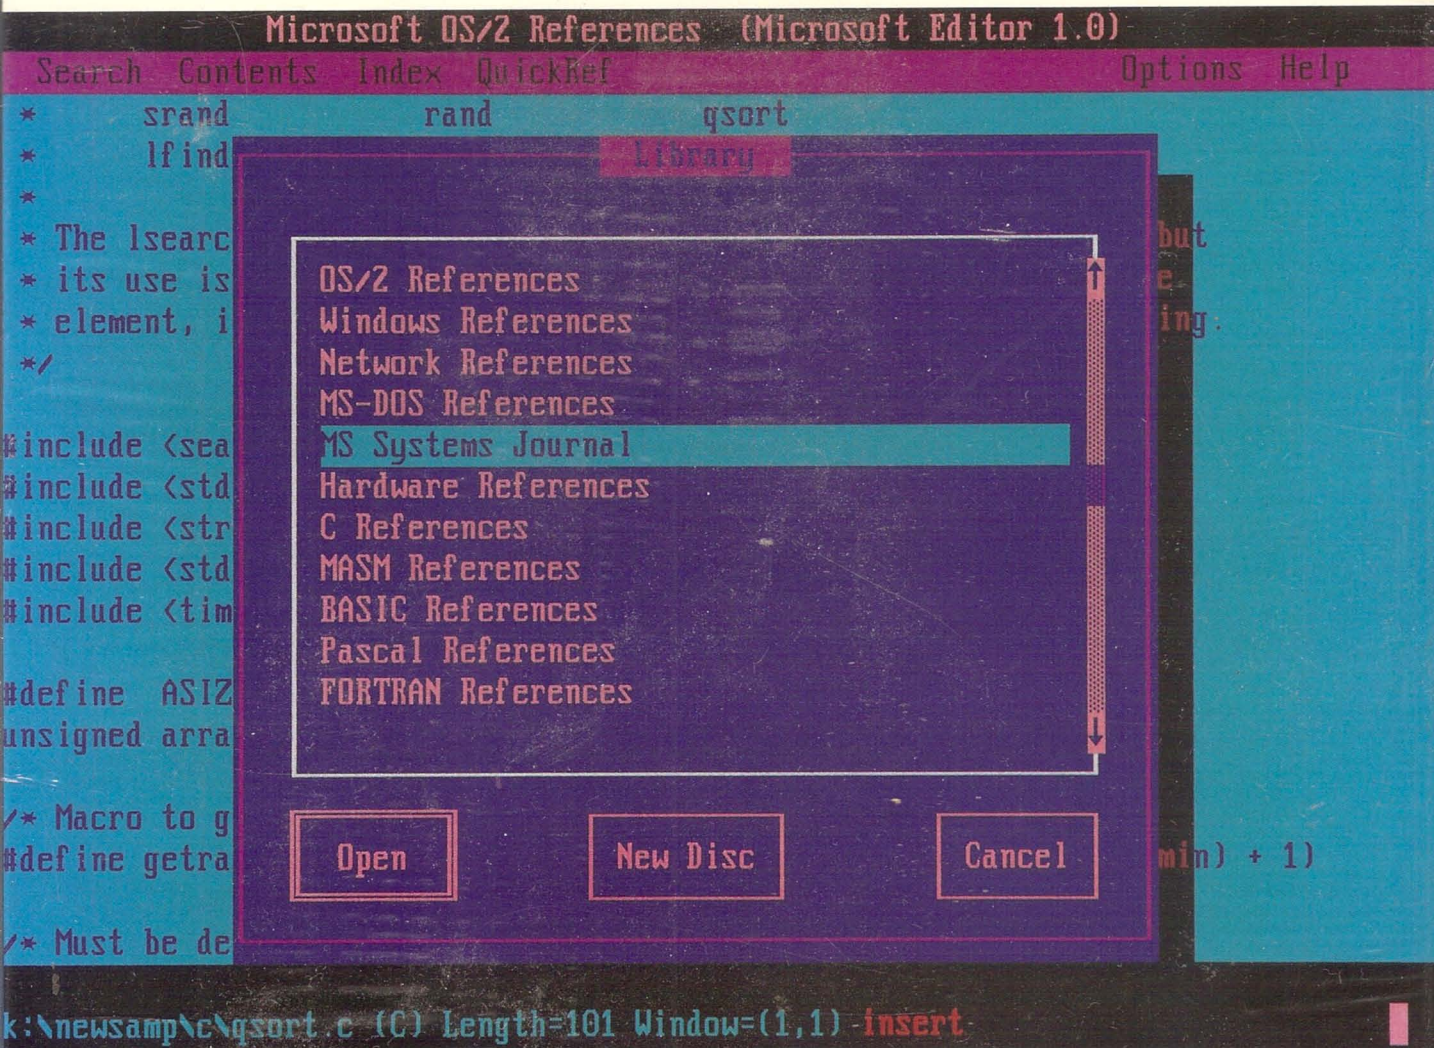 Microsoft OS/2 References (Microsoft Editor 1.0)
Search Contents Index QuickRef Options Help
* srand rand qsort
* lfind
Library
*
* The lsearc but
* its use is e
* element, i ing.
*/
OS/2 References
Windows References
Network References
MS-DOS References
#include <sea MS Systems Journal
#include <std Hardware References
#include <str C References
#include <std MASM References
#include <tim BASIC References
Pascal References
#define ASIZ FORTRAN References
unsigned arra
/* Macro to g
#define getra Open New Disc Cancel min) + 1)
/* Must be de
k:\newsamp\c\qsort.c (C) Length=101 Window=(1,1) insert